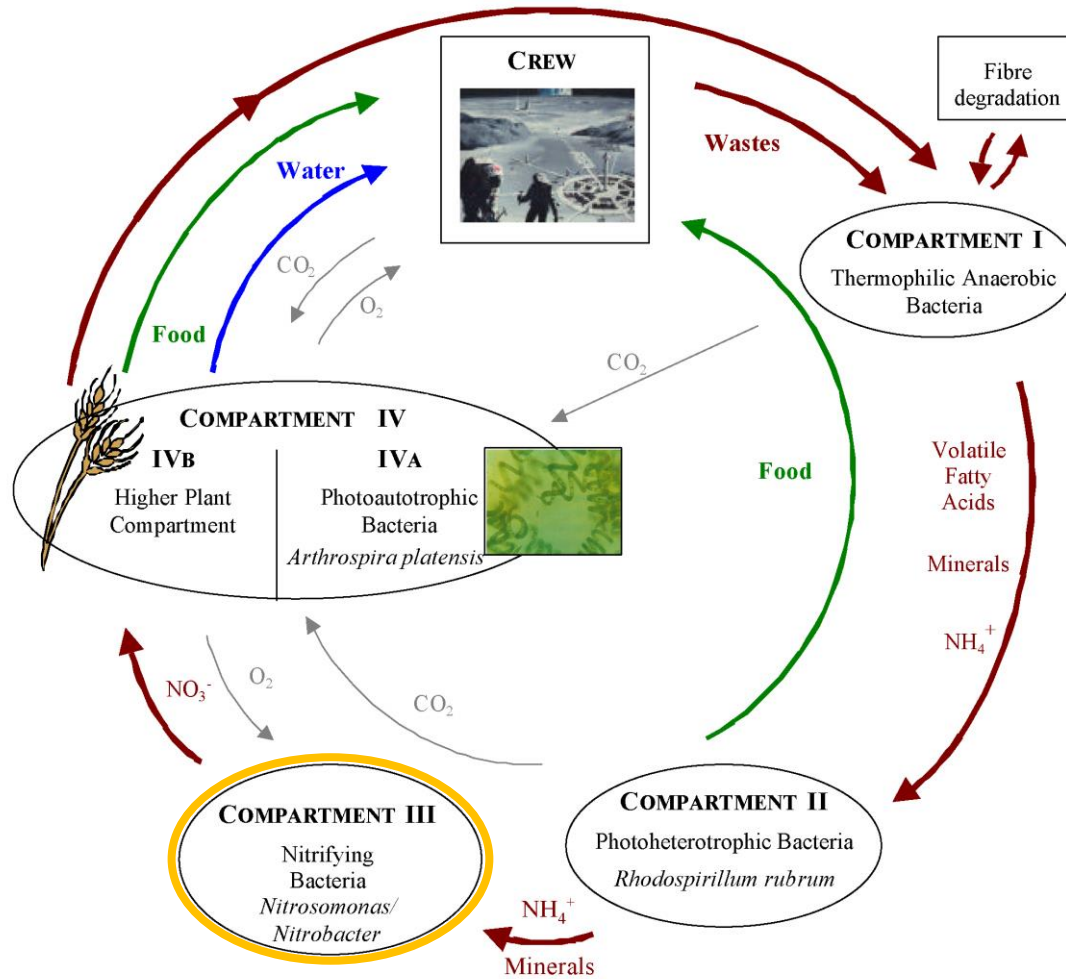 CREW
Fibre
degradation
Wastes
Water
CO₂
O₂
Food
COMPARTMENT I
Thermophilic Anaerobic
Bacteria
CO₂
COMPARTMENT IV
IVB
Higher Plant
Compartment
IVA
Photoautotrophic
Bacteria
Arthrospira platensis
Food
Volatile
Fatty
Acids
Minerals
NH₄⁺
NO₃⁻
O₂
CO₂
COMPARTMENT III
Nitrifying
Bacteria
Nitrosomonas/
Nitrobacter
COMPARTMENT II
Photoheterotrophic Bacteria
Rhodospirillum rubrum
NH₄⁺
Minerals